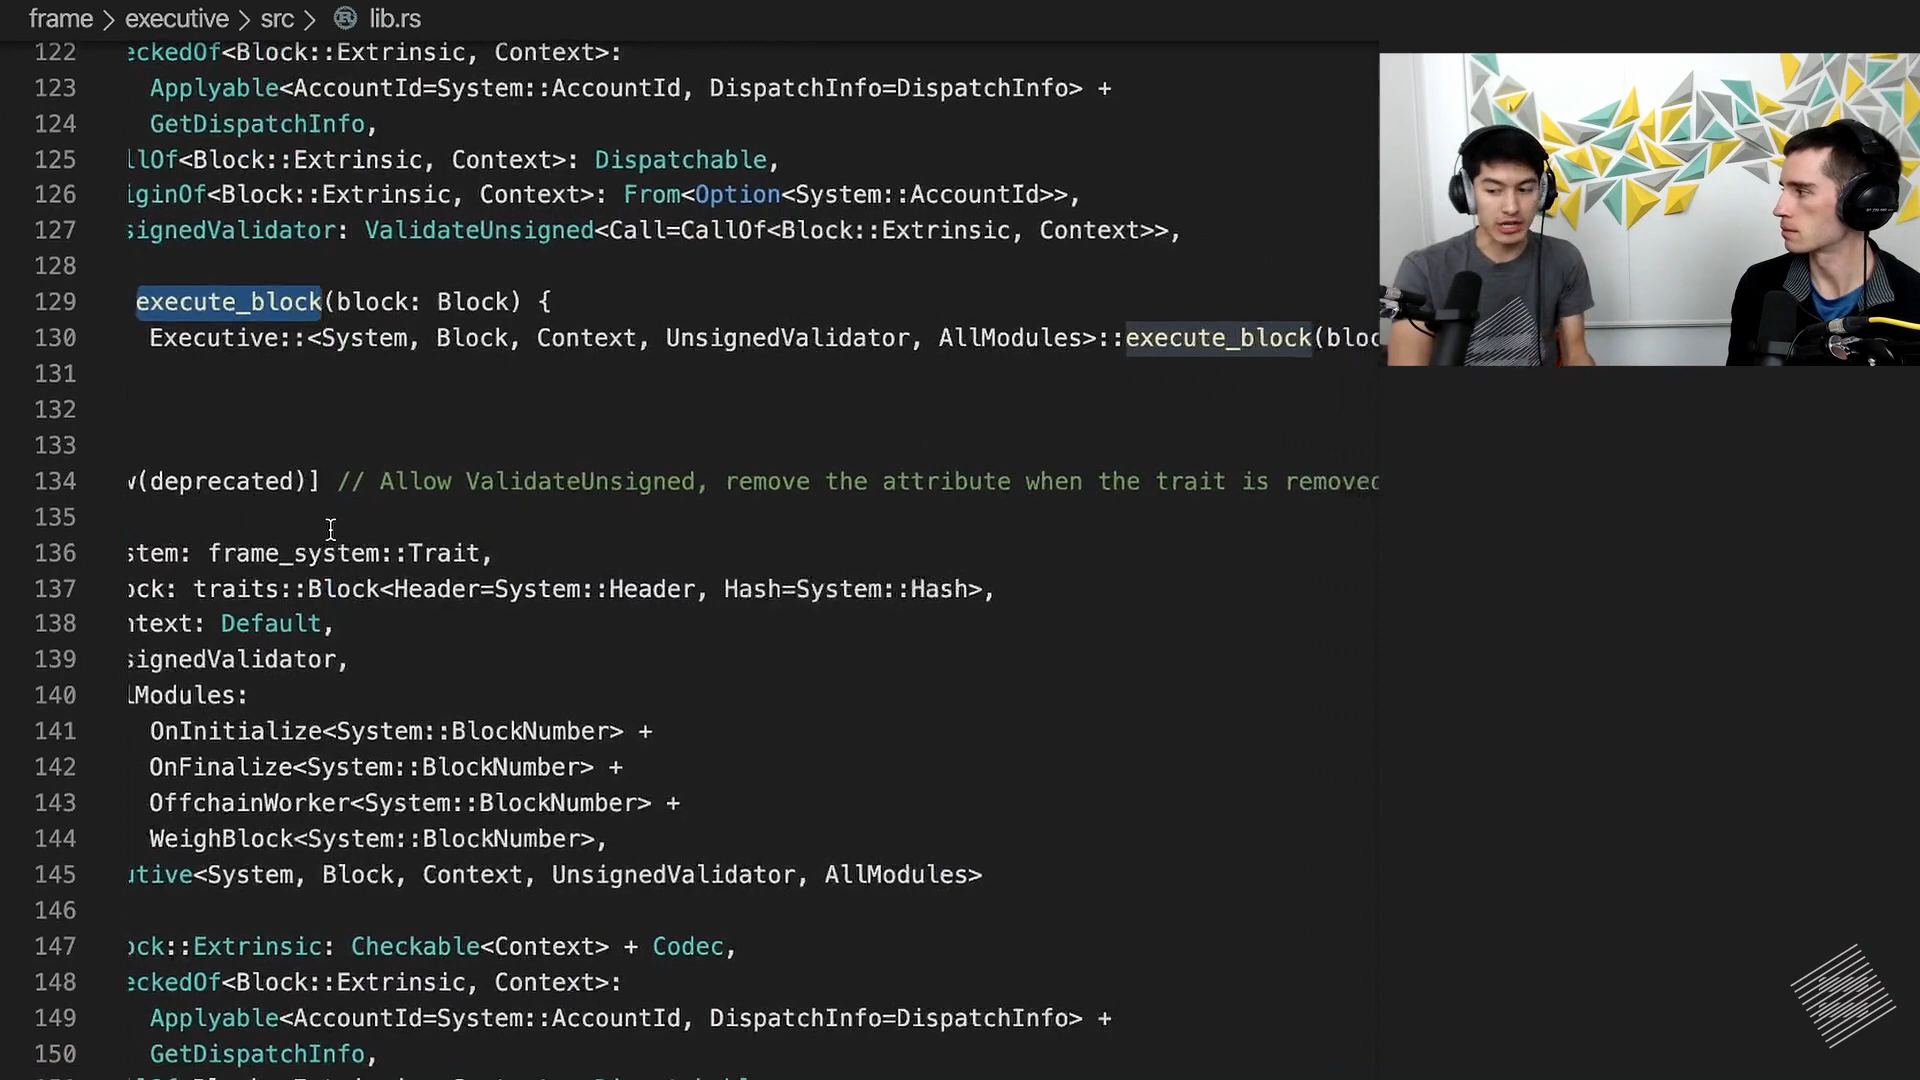 frame > executive > src > lib.rs
122 eckedOf<Block::Extrinsic, Context>:
123 Applyable<AccountId=System::AccountId, DispatchInfo=DispatchInfo> +
124 GetDispatchInfo,
125 llOf<Block::Extrinsic, Context>: Dispatchable,
126 iginOf<Block::Extrinsic, Context>: From<Option<System::AccountId>>,
127 signedValidator: ValidateUnsigned<Call=CallOf<Block::Extrinsic, Context>>,
128
129 execute_block(block: Block) {
130 Executive::<System, Block, Context, UnsignedValidator, AllModules>::execute_block(bloc
131
132
133
134 w(deprecated)] // Allow ValidateUnsigned, remove the attribute when the trait is removed
135
136 stem: frame_system::Trait,
137 ock: traits::Block<Header=System::Header, Hash=System::Hash>,
138 ntext: Default,
139 signedValidator,
140 lModules:
141 OnInitialize<System::BlockNumber> +
142 OnFinalize<System::BlockNumber> +
143 OffchainWorker<System::BlockNumber> +
144 WeighBlock<System::BlockNumber>,
145 utive<System, Block, Context, UnsignedValidator, AllModules>
146
147 ock::Extrinsic: Checkable<Context> + Codec,
148 eckedOf<Block::Extrinsic, Context>:
149 Applyable<AccountId=System::AccountId, DispatchInfo=DispatchInfo> +
150 GetDispatchInfo,